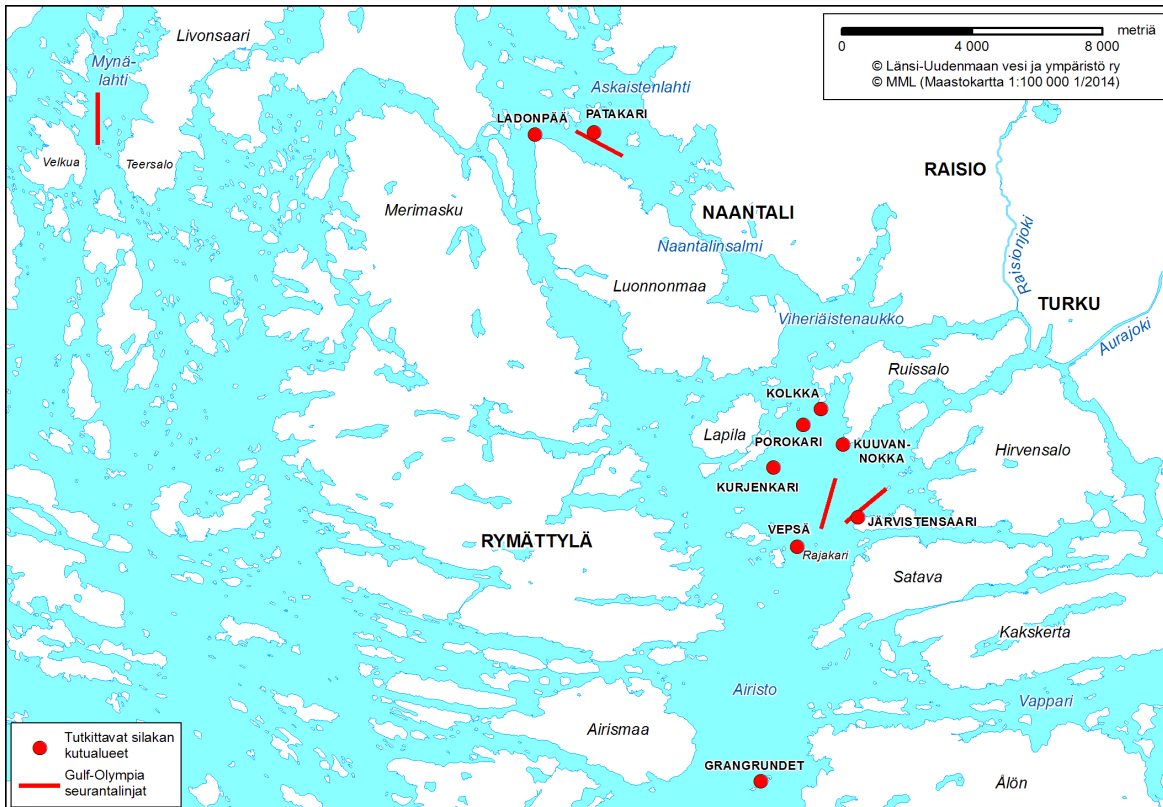 Livonsaari
Mynä-
lahti
Askaistenlahti
LADONPÄÄ
PATAKARI
Velkua
Teersalo
Merimasku
NAANTALI
RAISIO
Naantalinsalmi
Luonnonmaa
Raisionjoki
TURKU
Viheriäistenaukko
Aurajoki
Ruissalo
KOLKKA
Lapila
POROKARI
KUUVAN-
NOKKA
Hirvensalo
KURJENKARI
JÄRVISTENSAARI
VEPSÄ
Rajakari
RYMÄTTYLÄ
Satava
Kakskerta
Airisto
Vappari
Airismaa
GRANGRUNDET
Ålön
metriä
0 4 000 8 000
© Länsi-Uudenmaan vesi ja ympäristö ry
© MML (Maastokartta 1:100 000 1/2014)
Tutkittavat silakan
kutualueet
Gulf-Olympia
seurantalinjat